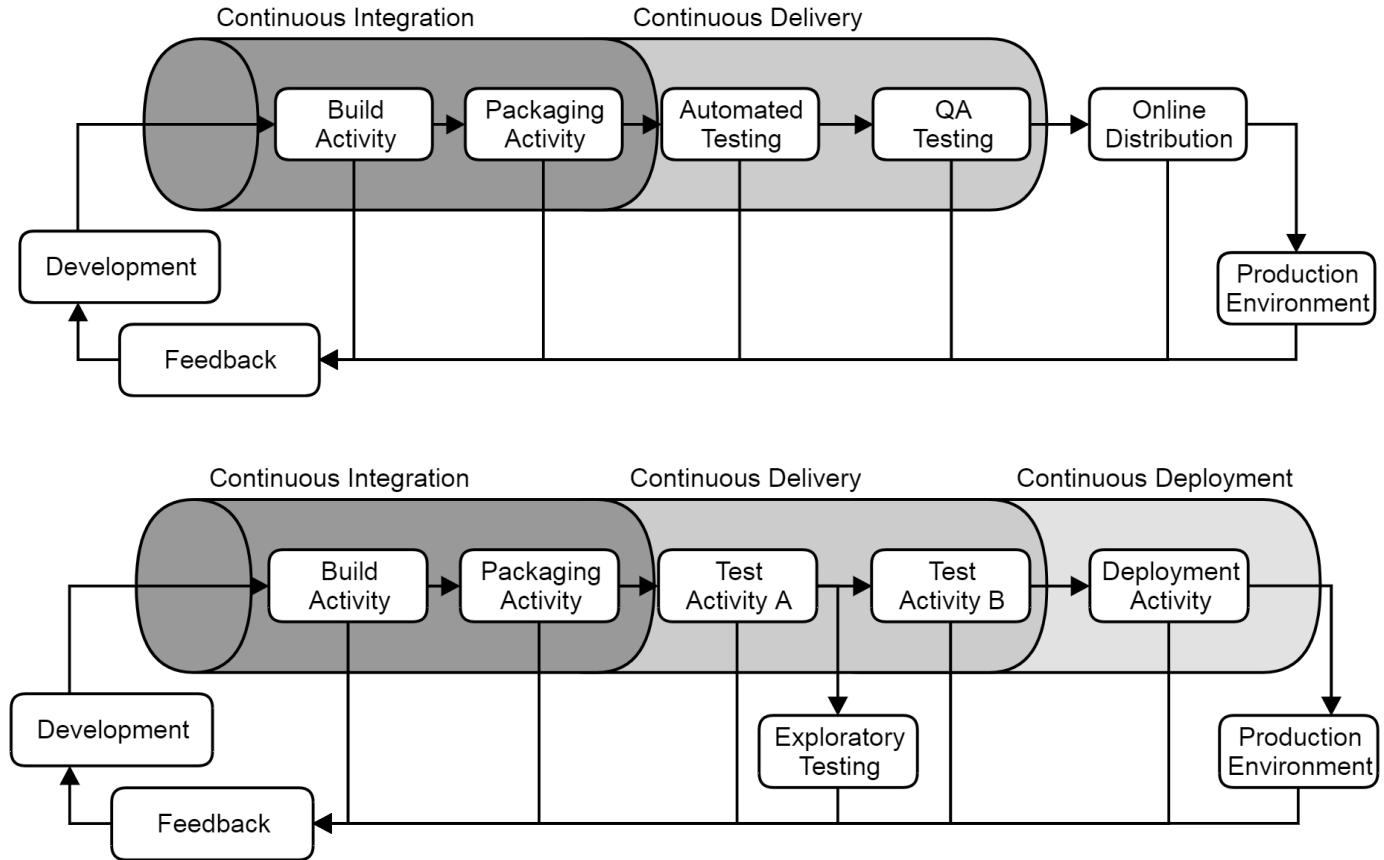 Continuous Integration
Continuous Delivery
Build
Activity
Packaging
Activity
Automated
Testing
QA
Testing
Online
Distribution
Development
Production
Environment
Feedback
Continuous Integration
Continuous Delivery
Continuous Deployment
Build
Activity
Packaging
Activity
Test
Activity A
Test
Activity B
Deployment
Activity
Development
Exploratory
Testing
Production
Environment
Feedback